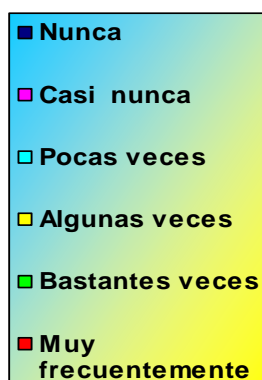 Nunca
Casi nunca
Pocas veces
Algunas veces
Bastantes veces
Muy
frecuentemente